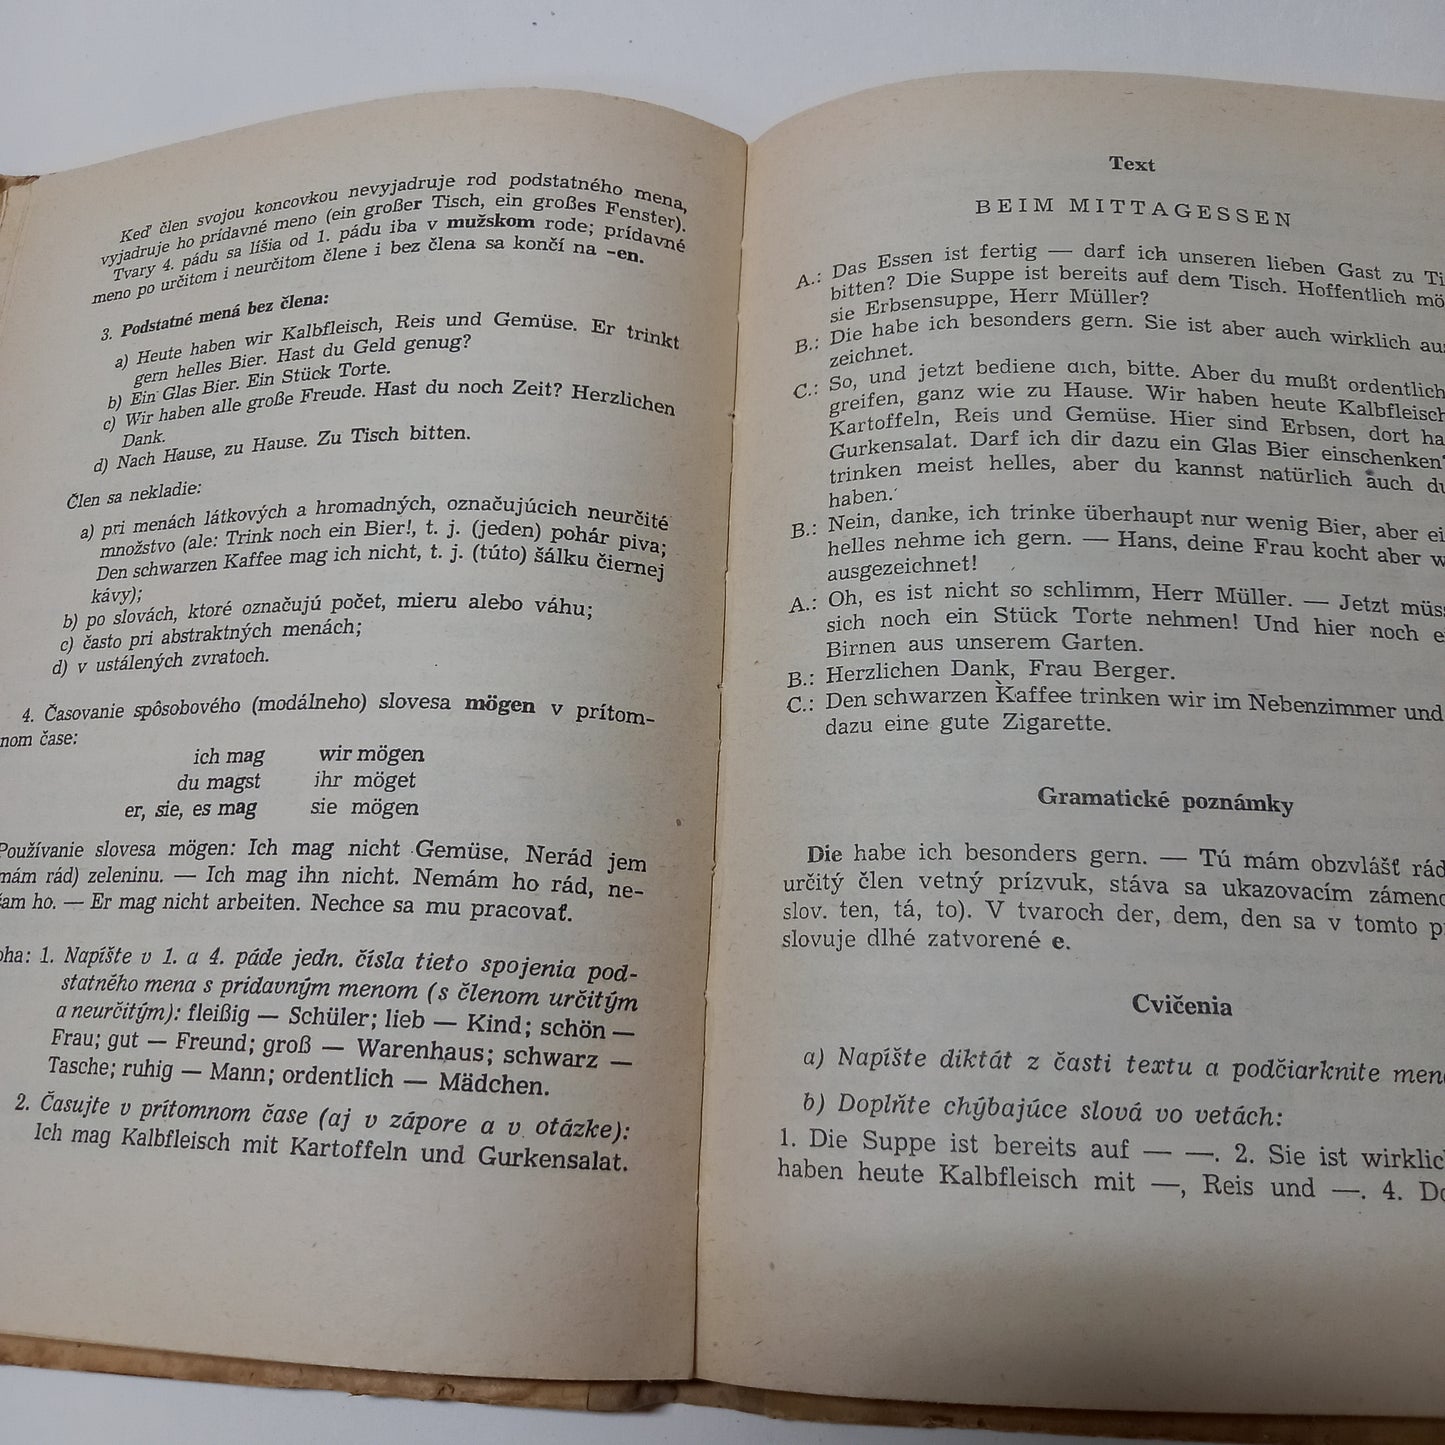 Keď člen svojou koncovkou nevyjadruje rod podstatného mena,
vyjadruje ho prídavné meno (ein großer Tisch, ein großes Fenster).
Tvary 4. pádu sa líšia od 1. pádu iba v mužskom rode; prídavné
meno po určitom i neurčitom člene i bez člena sa končí na -en.
3. Podstatné mená bez člena:
a) Heute haben wir Kalbfleisch, Reis und Gemüse. Er trinkt
gern helles Bier. Hast du Geld genug?
b) Ein Glas Bier. Ein Stück Torte.
c) Wir haben alle große Freude. Hast du noch Zeit? Herzlichen
Dank.
d) Nach Hause, zu Hause. Zu Tisch bitten.
Člen sa nekladie:
a) pri menách látkových a hromadných, označujúcich neurčité
množstvo (ale: Trink noch ein Bier!, t. j. (jeden) pohár piva;
Den schwarzen Kaffee mag ich nicht, t. j. (túto) šálku čiernej
kávy);
b) po slovách, ktoré označujú počet, mieru alebo váhu;
c) často pri abstraktných menách;
d) v ustálených zvratoch.
4. Časovanie spôsobového (modálneho) slovesa mögen v prítom-
nom čase:
ich mag wir mögen
du magst ihr möget
er, sie, es mag sie mögen
Používanie slovesa mögen: Ich mag nicht Gemüse. Nerád jem
mám rád) zeleninu. — Ich mag ihn nicht. Nemám ho rád, ne-
ho. — Er mag nicht arbeiten. Nechce sa mu pracovať.
1. Napíšte v 1. a 4. páde jedn. čísla tieto spojenia pod-
statného mena s prídavným menom (s členom určitým
a neurčitým): fleißig — Schüler; lieb — Kind; schön —
Frau; gut — Freund; groß — Warenhaus; schwarz —
Tasche; ruhig — Mann; ordentlich — Mädchen.
2. Časujte v prítomnom čase (aj v zápore a v otázke):
Ich mag Kalbfleisch mit Kartoffeln und Gurkensalat.
Text
BEIM MITTAGESSEN
A.: Das Essen ist fertig — darf ich unseren lieben Gast zu Ti
bitten? Die Suppe ist bereits auf dem Tisch. Hoffentlich mö
sie Erbsensuppe, Herr Müller?
B.: Die habe ich besonders gern. Sie ist aber auch wirklich aus
zeichnet.
C.: So, und jetzt bediene dich, bitte. Aber du mußt ordentlich
greifen, ganz wie zu Hause. Wir haben heute Kalbfleisch
Kartoffeln, Reis und Gemüse. Hier sind Erbsen, dort ha
Gurkensalat. Darf ich dir dazu ein Glas Bier einschenken?
trinken meist helles, aber du kannst natürlich auch du
haben.
B.: Nein, danke, ich trinke überhaupt nur wenig Bier, aber ei
helles nehme ich gern. — Hans, deine Frau kocht aber w
ausgezeichnet!
A.: Oh, es ist nicht so schlimm, Herr Müller. — Jetzt müss
sich noch ein Stück Torte nehmen! Und hier noch e
Birnen aus unserem Garten.
B.: Herzlichen Dank, Frau Berger.
C.: Den schwarzen Kaffee trinken wir im Nebenzimmer und
dazu eine gute Zigarette.
Gramatické poznámky
Die habe ich besonders gern. — Tú mám obzvlášť rád
určitý člen vetný prízvuk, stáva sa ukazovacím zámeno
slov. ten, tá, to). V tvaroch der, dem, den sa v tomto p
slovuje dlhé zatvorené e.
Cvičenia
a) Napíšte diktát z časti textu a podčiarknite men
b) Doplňte chýbajúce slová vo vetách:
1. Die Suppe ist bereits auf — —. 2. Sie ist wirklich
haben heute Kalbfleisch mit —, Reis und —. 4. Do